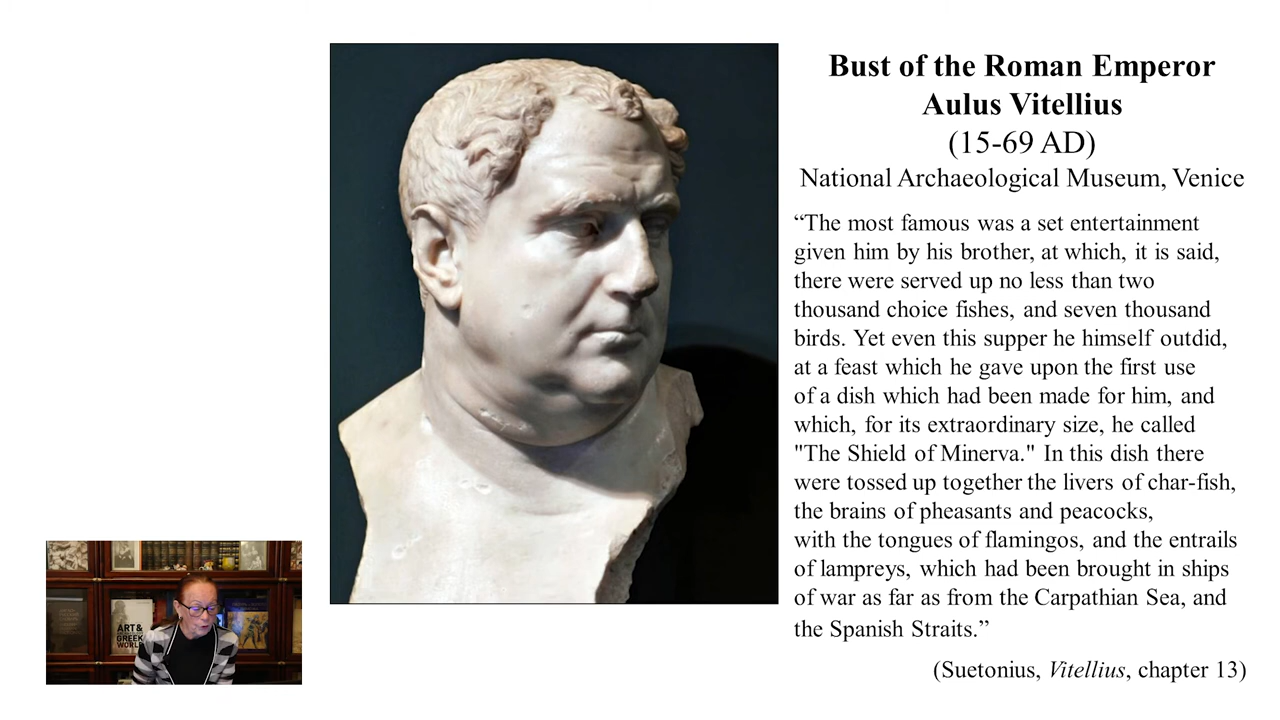 Bust of the Roman Emperor
Aulus Vitellius
(15-69 AD)
National Archaeological Museum, Venice
“The most famous was a set entertainment
given him by his brother, at which, it is said,
there were served up no less than two
thousand choice fishes, and seven thousand
birds. Yet even this supper he himself outdid,
at a feast which he gave upon the first use
of a dish which had been made for him, and
which, for its extraordinary size, he called
"The Shield of Minerva." In this dish there
were tossed up together the livers of char-fish,
the brains of pheasants and peacocks,
with the tongues of flamingos, and the entrails
of lampreys, which had been brought in ships
of war as far as from the Carpathian Sea, and
the Spanish Straits.”
(Suetonius, Vitellius, chapter 13)
ART &
GREEK
WORLD